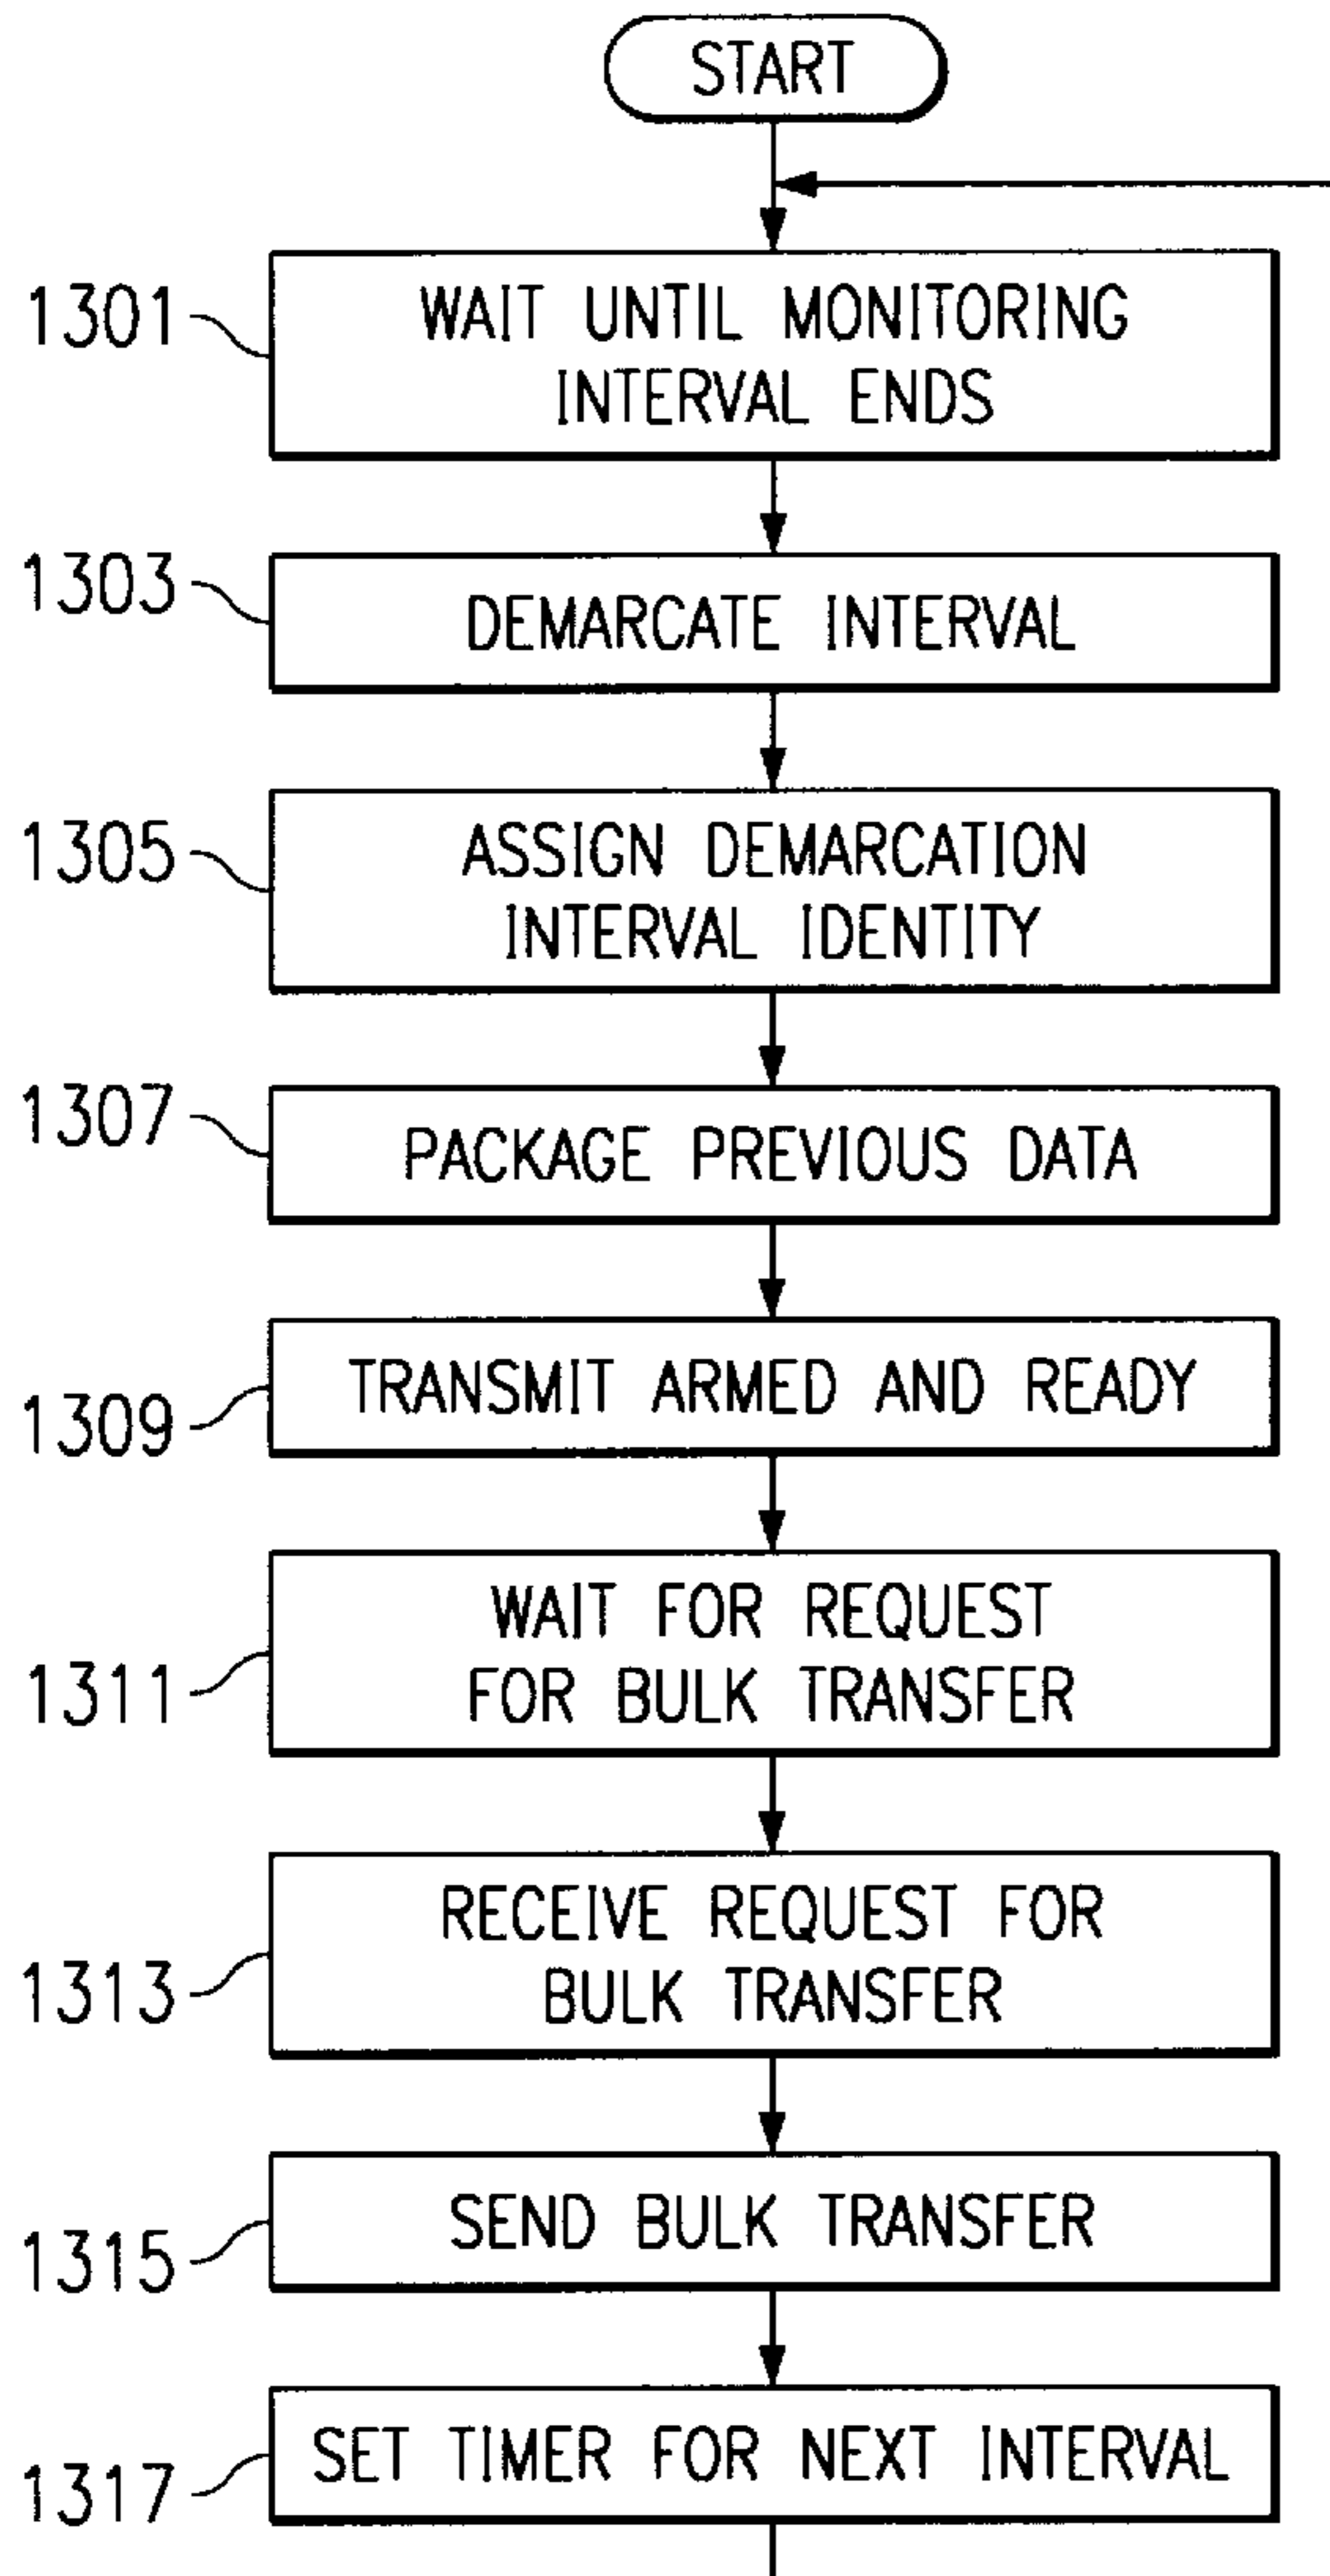 START
1301
WAIT UNTIL MONITORING
INTERVAL ENDS
1303
DEMARCATE INTERVAL
1305
ASSIGN DEMARCATION
INTERVAL IDENTITY
1307
PACKAGE PREVIOUS DATA
1309
TRANSMIT ARMED AND READY
1311
WAIT FOR REQUEST
FOR BULK TRANSFER
1313
RECEIVE REQUEST FOR
BULK TRANSFER
1315
SEND BULK TRANSFER
1317
SET TIMER FOR NEXT INTERVAL